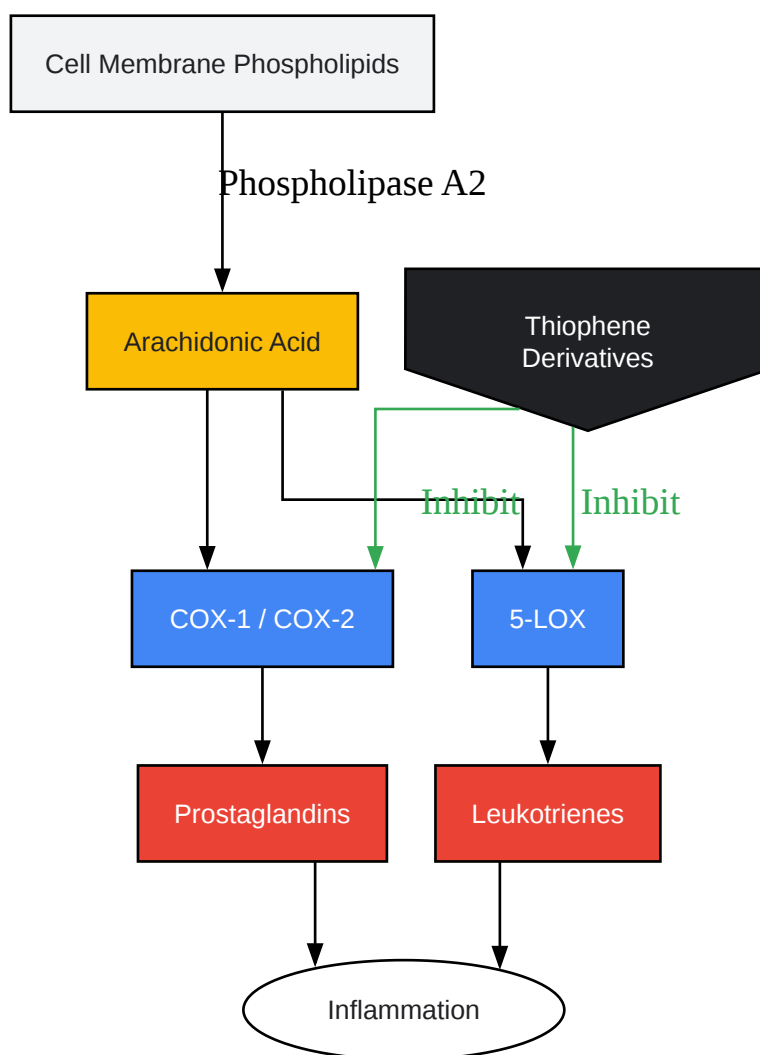 Cell Membrane Phospholipids
Phospholipase A2
Arachidonic Acid
Thiophene
Derivatives
Inhibit
Inhibit
COX-1 / COX-2
5-LOX
Prostaglandins
Leukotrienes
Inflammation